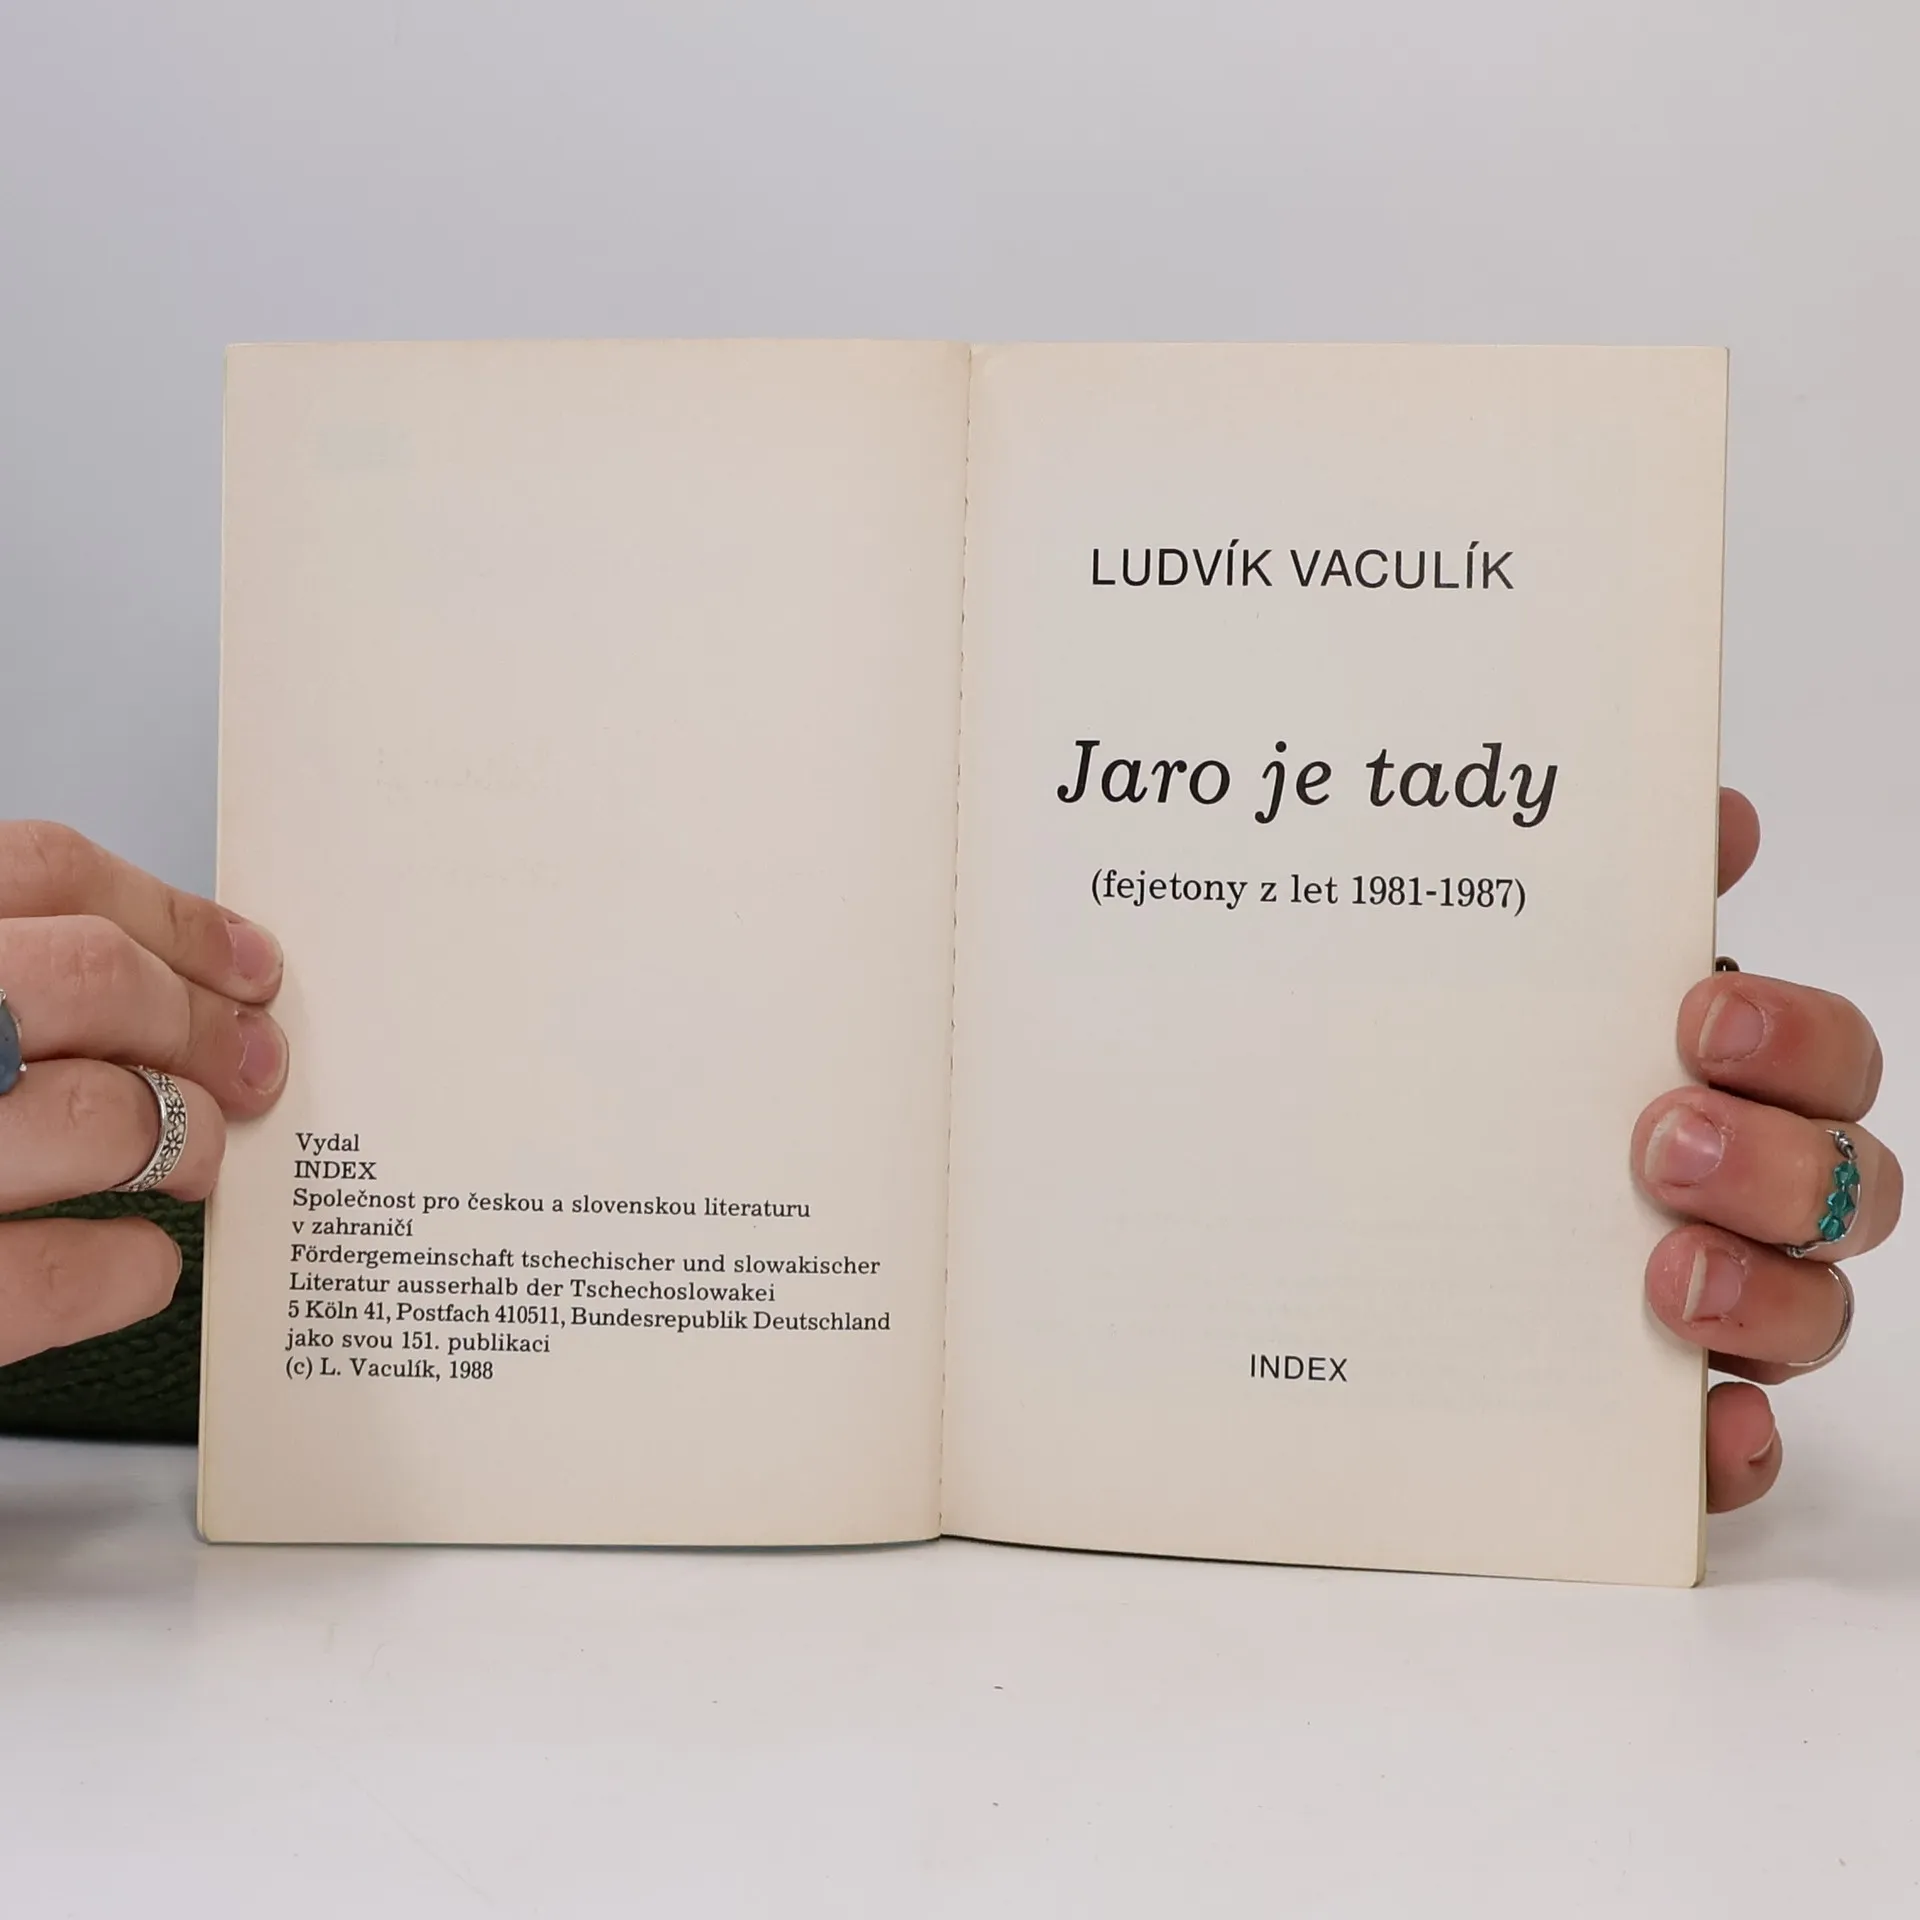 Vydal
INDEX
Společnost pro českou a slovenskou literaturu
v zahraničí
Fördergemeinschaft tschechischer und slowakischer
Literatur ausserhalb der Tschechoslowakei
5 Köln 41, Postfach 410511, Bundesrepublik Deutschland
jako svou 151. publikaci
(c) L. Vaculík, 1988
LUDVÍK VACULÍK
Jaro je tady
(fejetony z let 1981-1987)
INDEX